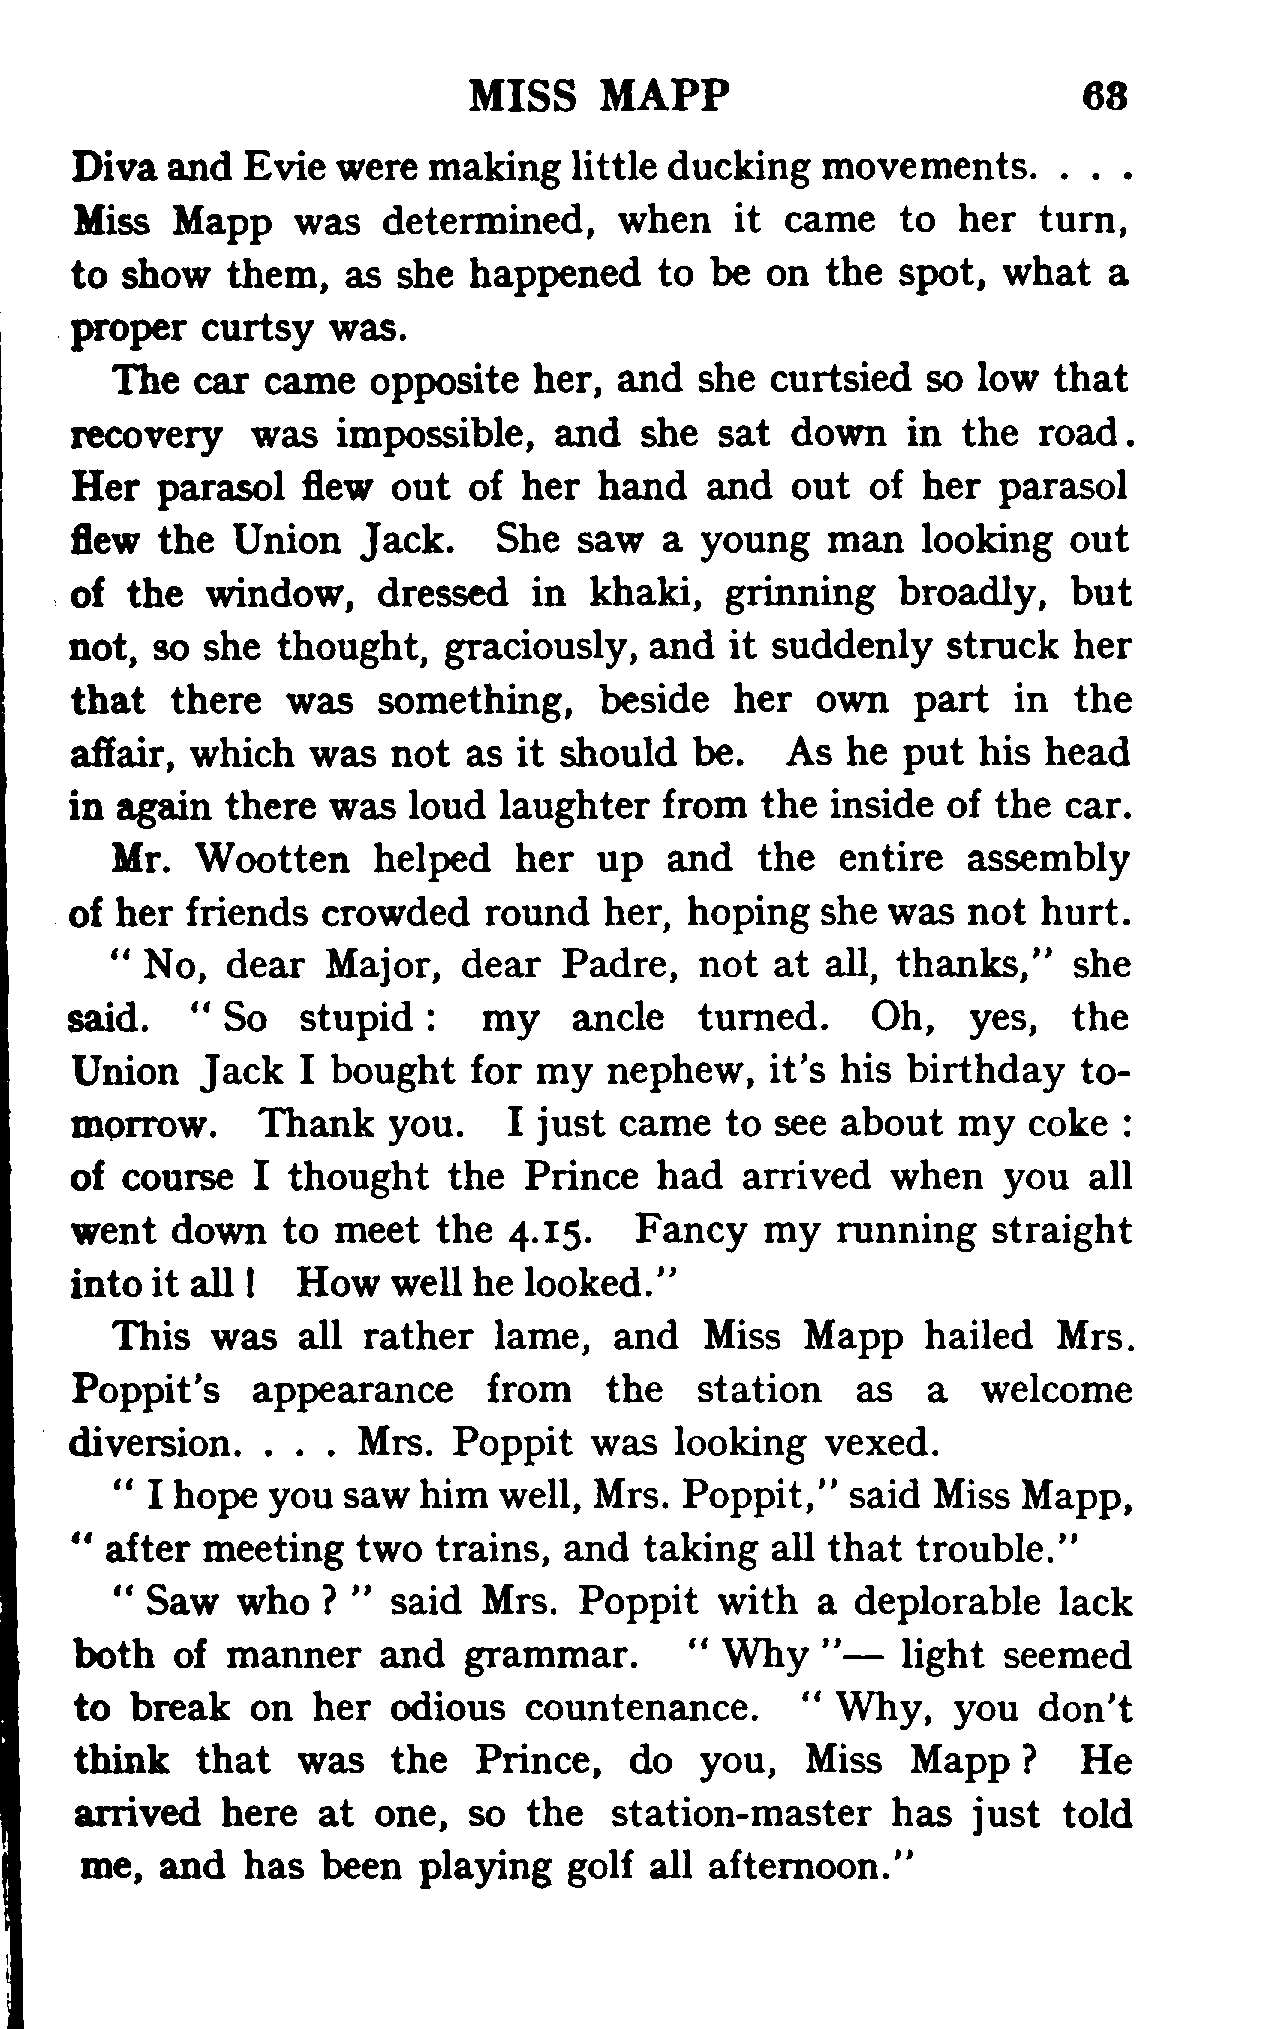 MISS MAPP 63
Diva and Evie were making little ducking movements. . . .
Miss Mapp was determined, when it came to her turn,
to show them, as she happened to be on the spot, what a
proper curtsy was.
The car came opposite her, and she curtsied so low that
recovery was impossible, and she sat down in the road.
Her parasol flew out of her hand and out of her parasol
flew the Union Jack. She saw a young man looking out
of the window, dressed in khaki, grinning broadly, but
not, so she thought, graciously, and it suddenly struck her
that there was something, beside her own part in the
affair, which was not as it should be. As he put his head
in again there was loud laughter from the inside of the car.
Mr. Wootten helped her up and the entire assembly
of her friends crowded round her, hoping she was not hurt.
" No, dear Major, dear Padre, not at all, thanks," she
said. " So stupid : my ancle turned. Oh, yes, the
Union Jack I bought for my nephew, it's his birthday to-
morrow. Thank you. I just came to see about my coke :
of course I thought the Prince had arrived when you all
went down to meet the 4.15. Fancy my running straight
into it all ! How well he looked."
This was all rather lame, and Miss Mapp hailed Mrs.
Poppit's appearance from the station as a welcome
diversion. . . . Mrs. Poppit was looking vexed.
" I hope you saw him well, Mrs. Poppit," said Miss Mapp,
" after meeting two trains, and taking all that trouble."
" Saw who ? " said Mrs. Poppit with a deplorable lack
both of manner and grammar. " Why "— light seemed
to break on her odious countenance. " Why, you don't
think that was the Prince, do you, Miss Mapp ? He
arrived here at one, so the station-master has just told
me, and has been playing golf all afternoon."